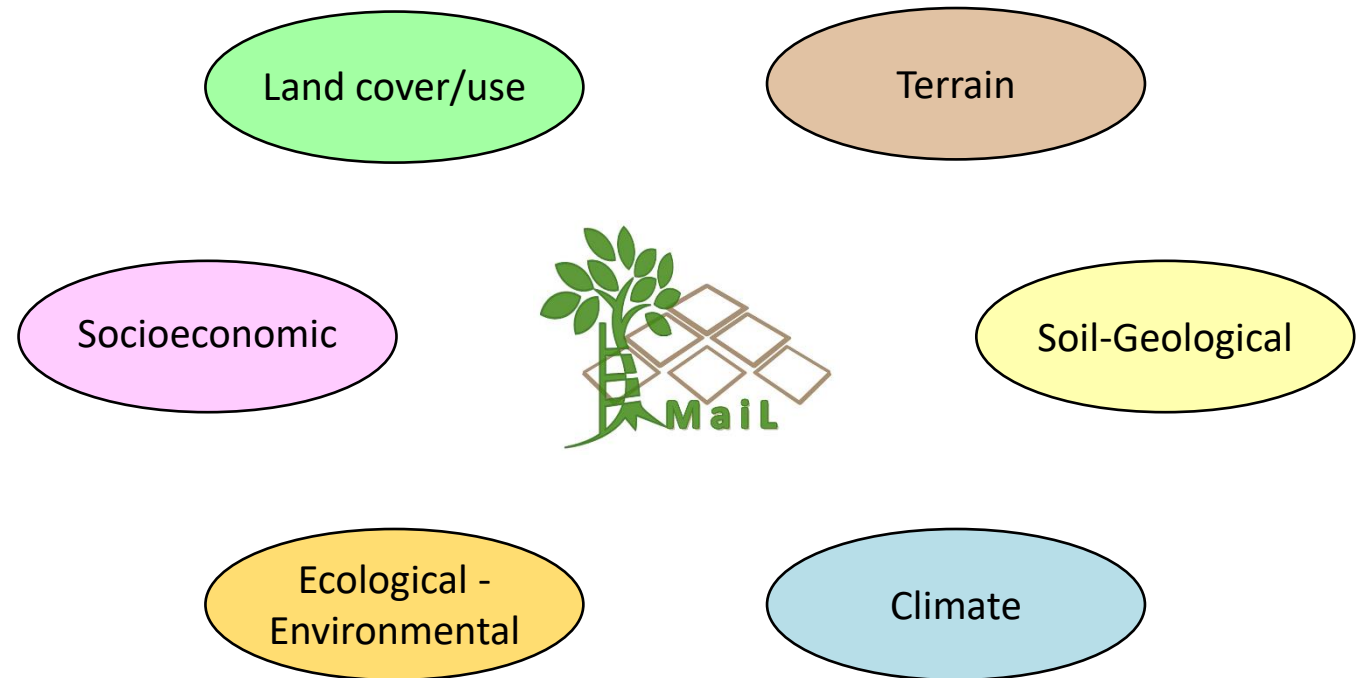 Land cover/use
Terrain
Socioeconomic
Soil-Geological
MaiL
Ecological -
Environmental
Climate